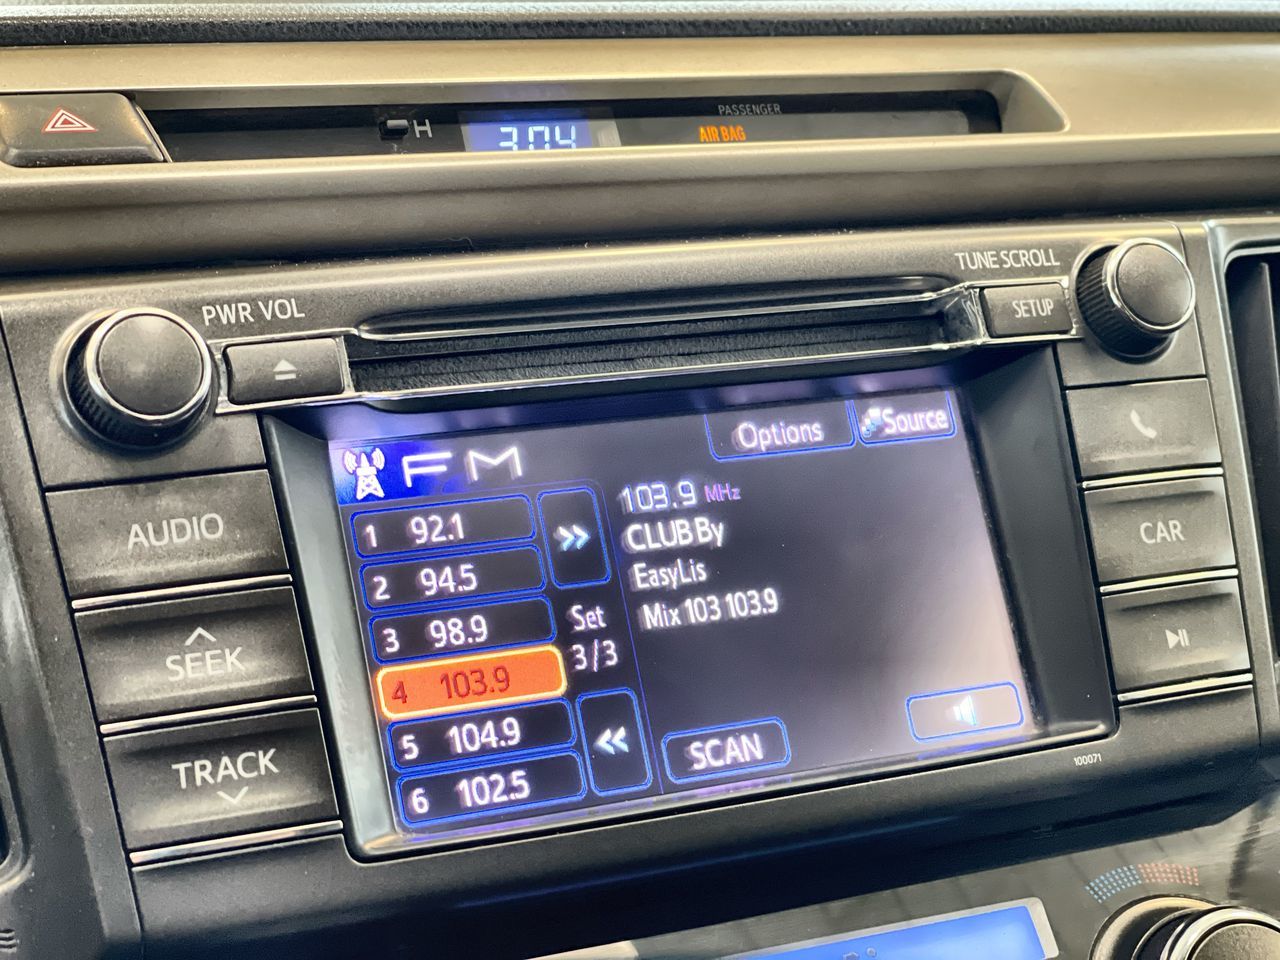 H
3:04
PASSENGER
AIR BAG
PWR VOL
TUNE SCROLL
SETUP
AUDIO
SEEK
TRACK
CAR
FM
Options
Source
1 92.1
2 94.5
3 98.9
4 103.9
5 104.9
6 102.5
Set
3/3
103.9 MHz
CLUB By
EasyLis
Mix 103 103.9
SCAN
100071